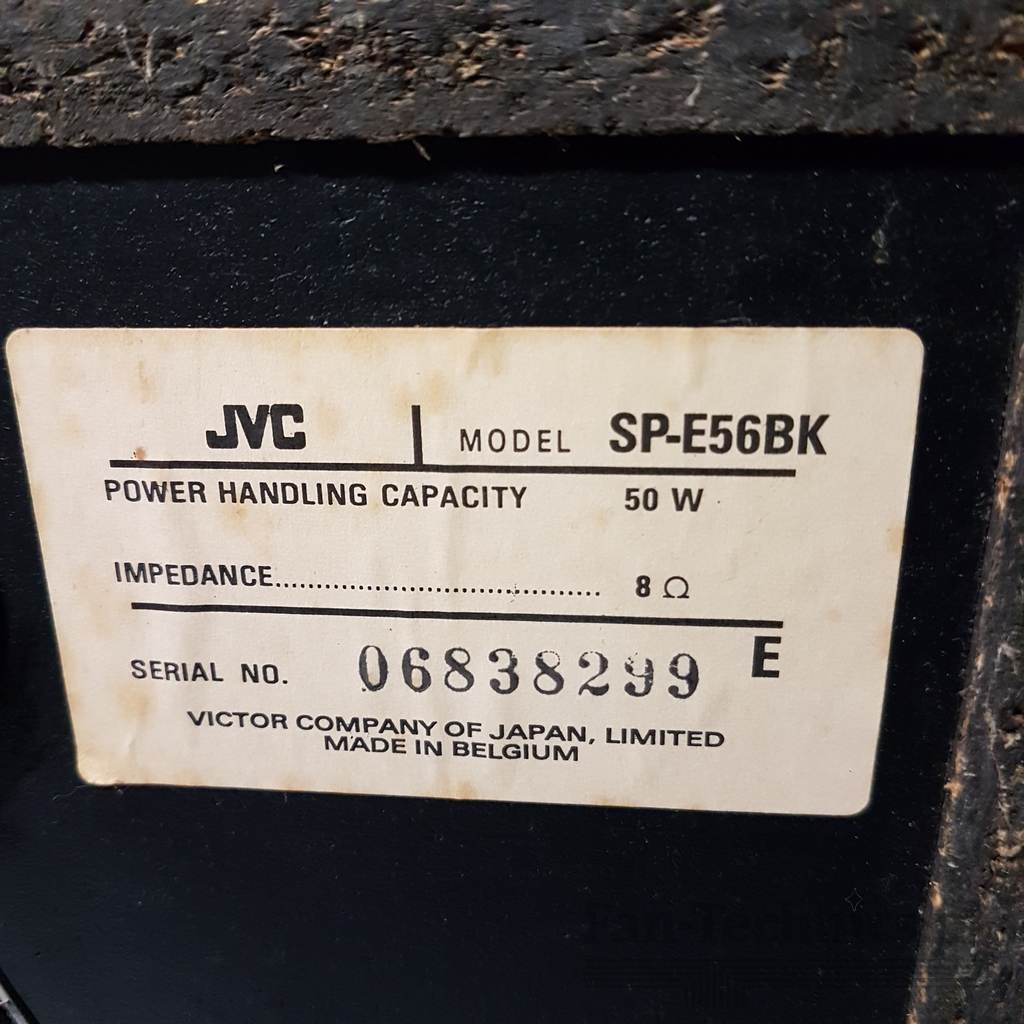 JVC MODEL SP-E56BK
POWER HANDLING CAPACITY 50 W
IMPEDANCE.................................... 8 Ω
E
SERIAL NO. 06838299
VICTOR COMPANY OF JAPAN, LIMITED
MADE IN BELGIUM